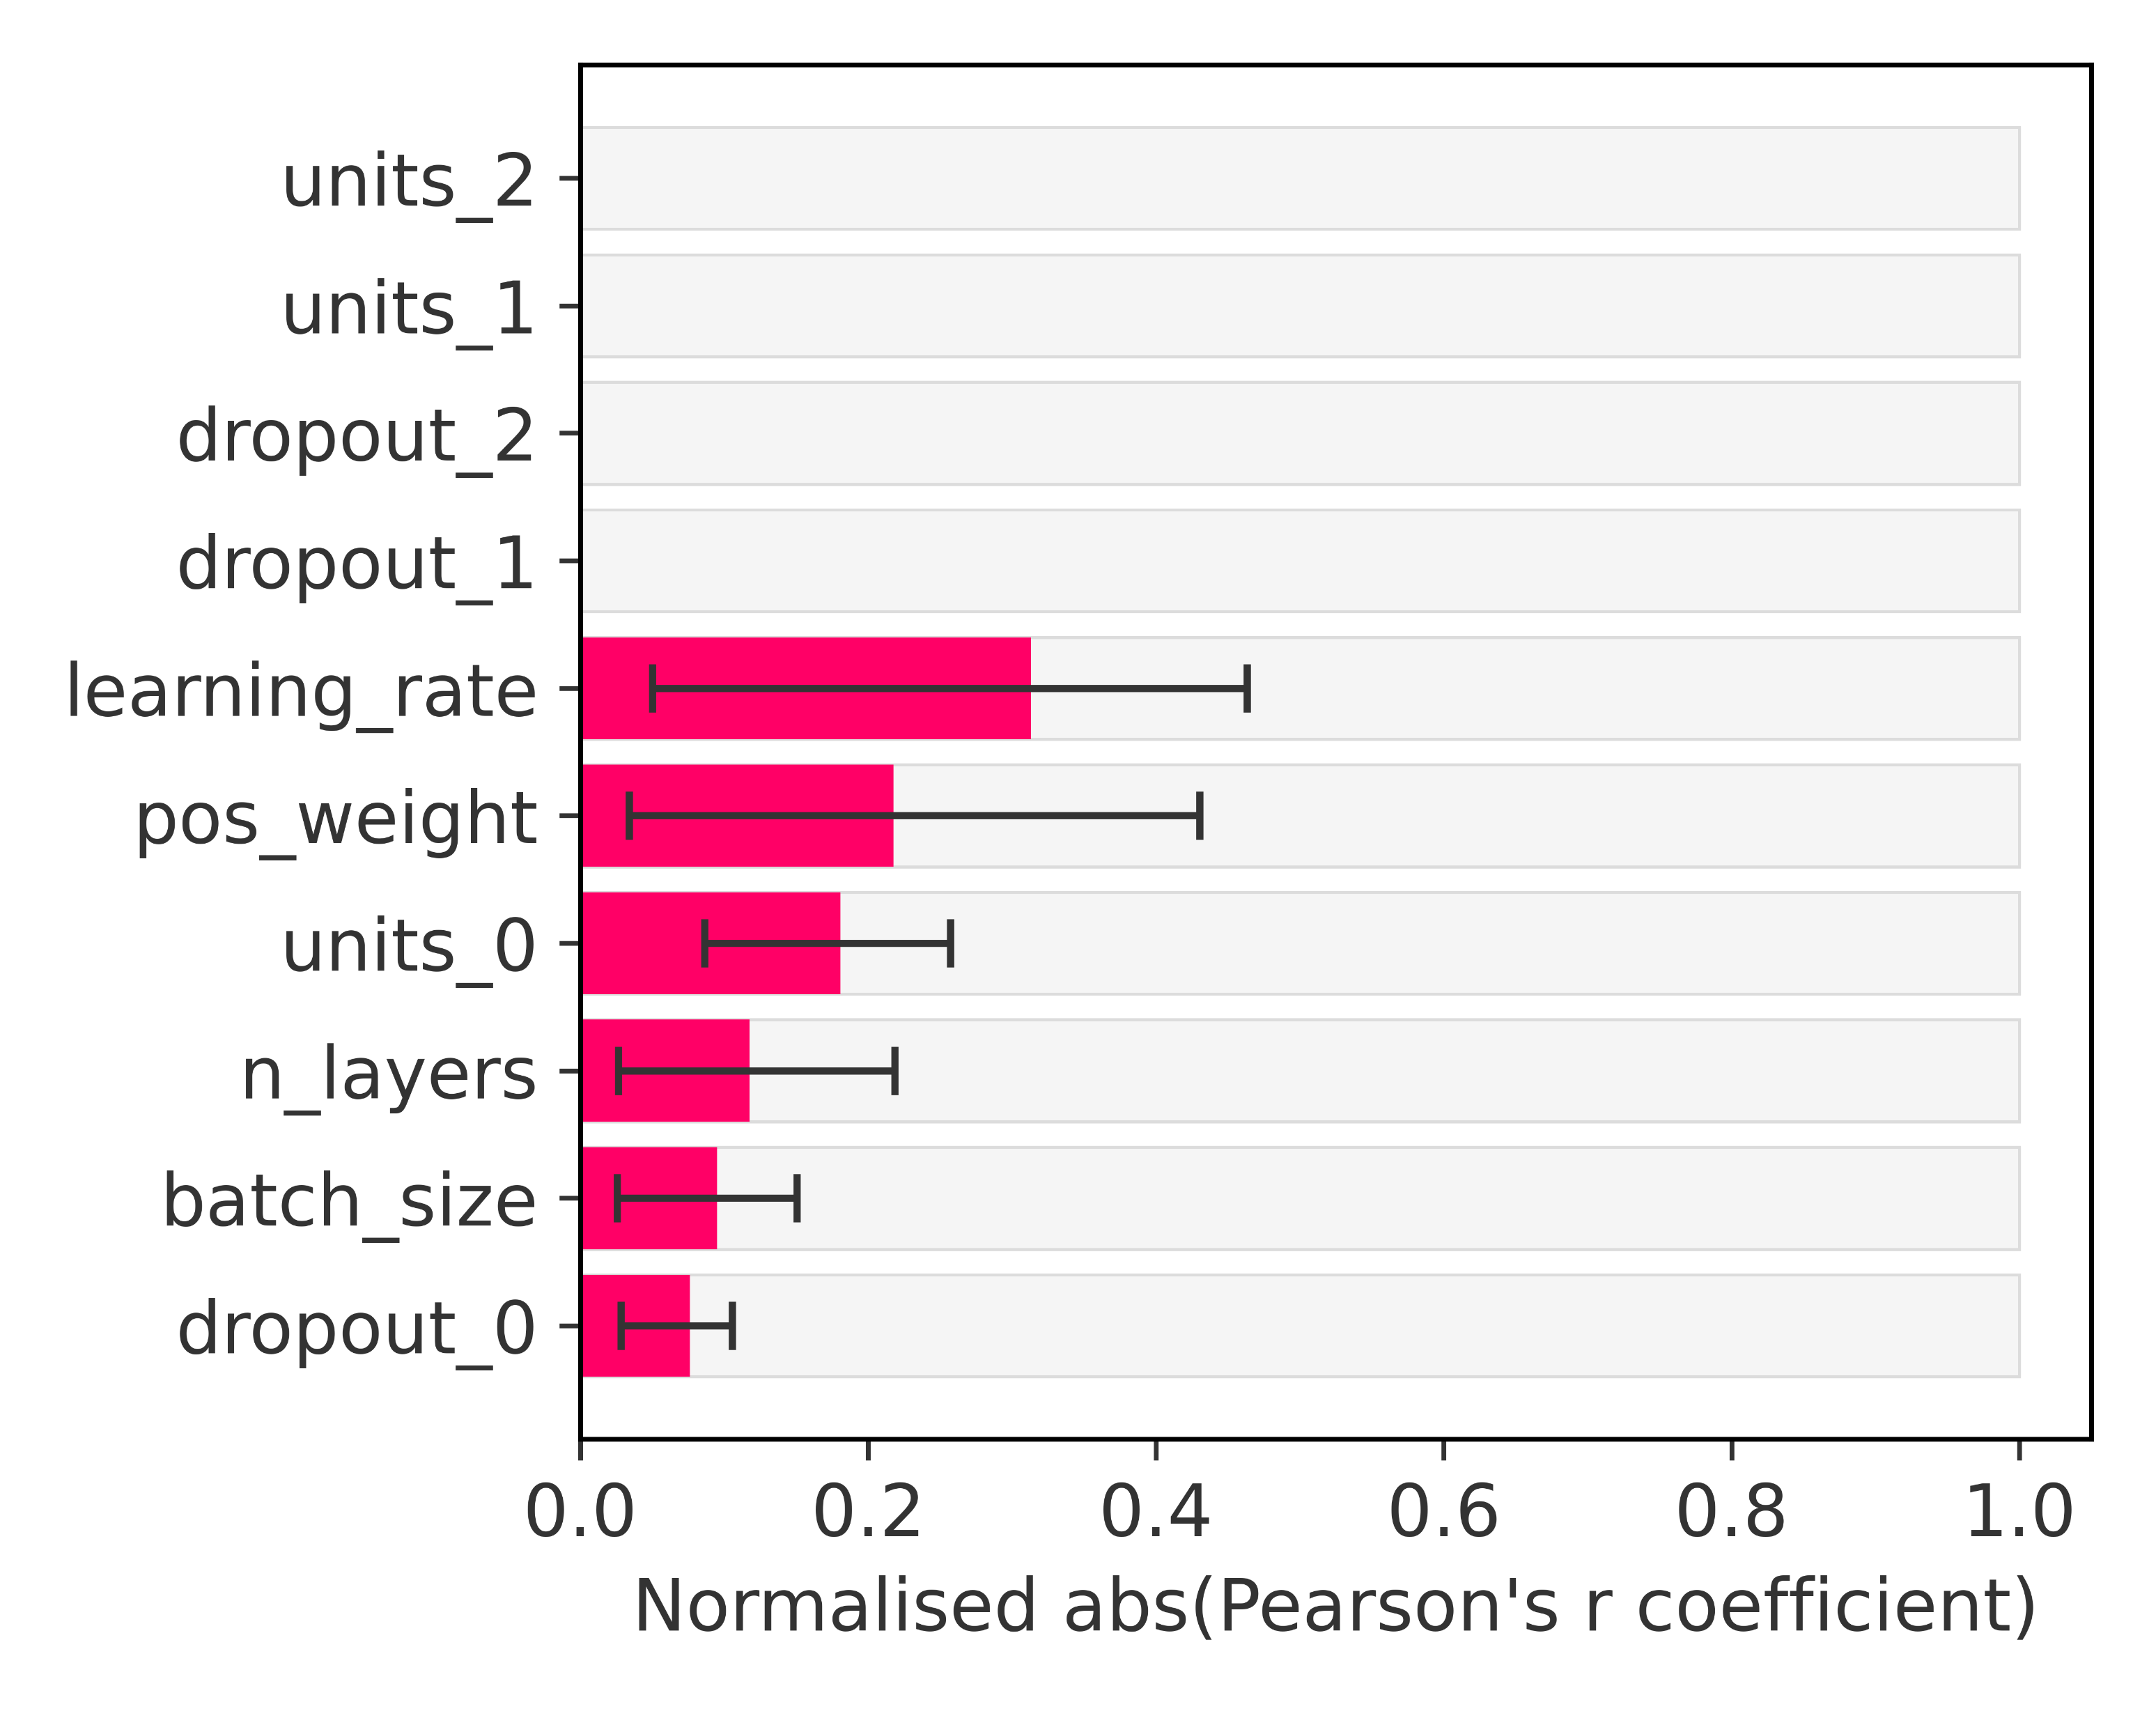 units_2
units_1
dropout_2
dropout_1
learning_rate
pos_weight
units_0
n_layers
batch_size
dropout_0
0.0 0.2 0.4 0.6 0.8 1.0
Normalised abs(Pearson's r coefficient)